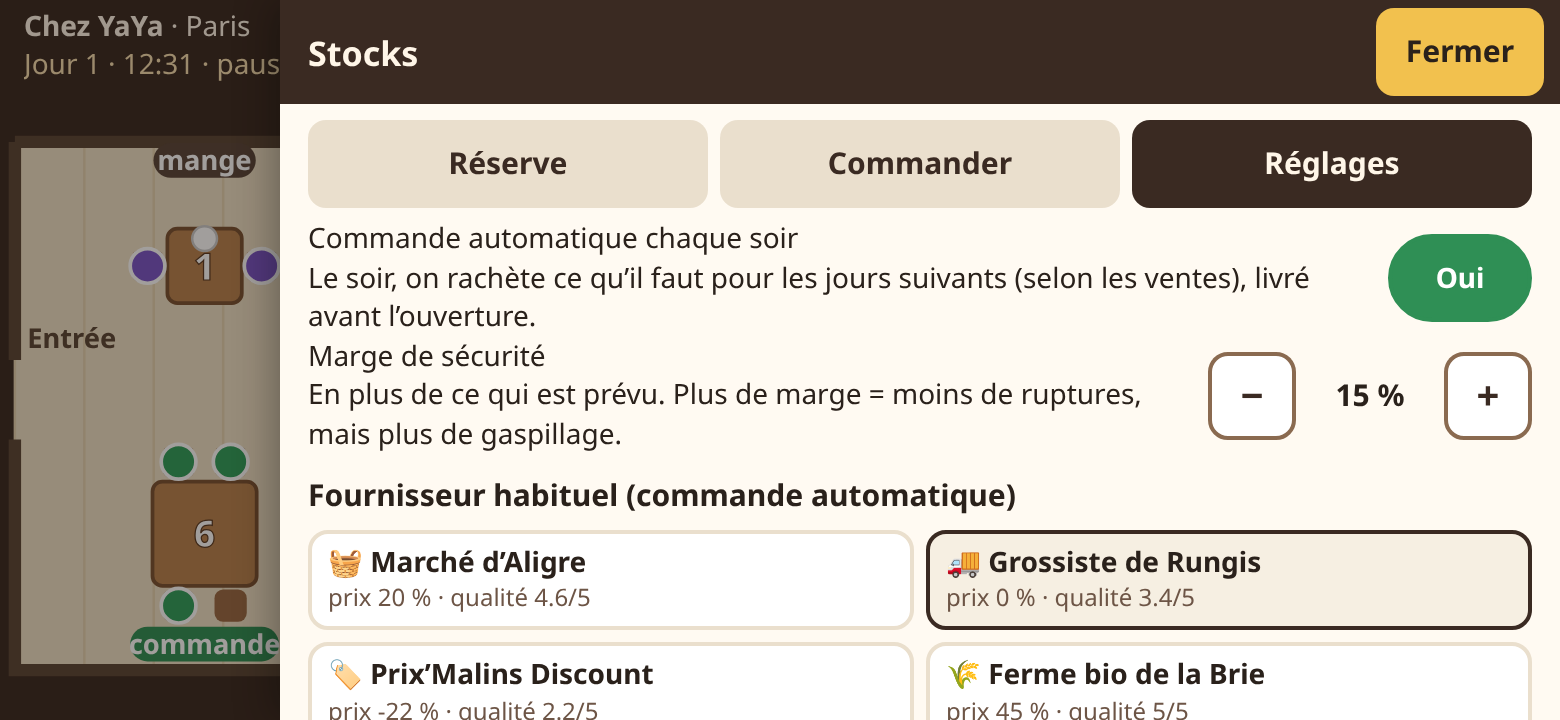 Chez YaYa · Paris
Jour 1 · 12:31 · paus
mange
1
Entrée
6
commande
Stocks
Fermer
Réserve
Commander
Réglages
Commande automatique chaque soir
Le soir, on rachète ce qu’il faut pour les jours suivants (selon les ventes), livré
avant l’ouverture.
Oui
Marge de sécurité
En plus de ce qui est prévu. Plus de marge = moins de ruptures,
mais plus de gaspillage.
−
15 %
+
Fournisseur habituel (commande automatique)
🧺 Marché d’Aligre
prix 20 % · qualité 4.6/5
🚚 Grossiste de Rungis
prix 0 % · qualité 3.4/5
🏷️ Prix’Malins Discount
prix -22 % · qualité 2.2/5
🌾 Ferme bio de la Brie
prix 45 % · qualité 5/5